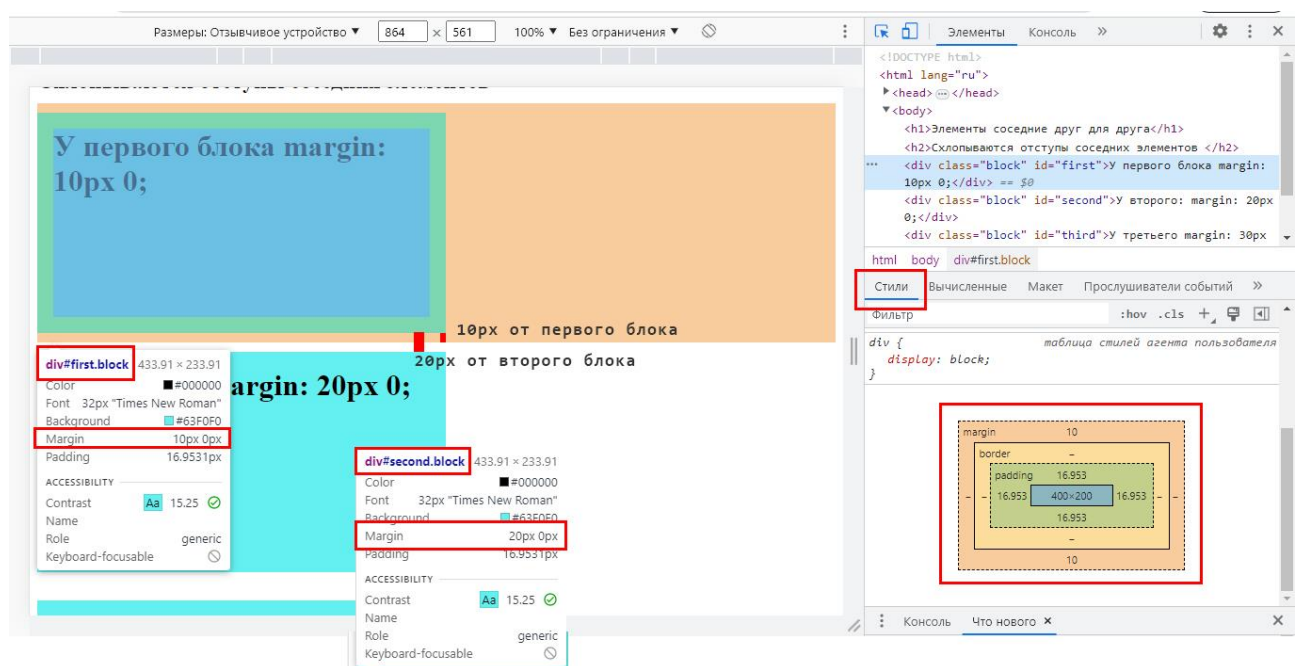 Размеры: Отзывчивое устройство ▼ 864 × 561 100% ▼ Без ограничения ▼
У первого блока margin:
10px 0;
10px от первого блока
20px от второго блока
argin: 20px 0;
div#first.block 433.91 × 233.91
Color #000000
Font 32px "Times New Roman"
Background #63F0F0
Margin 10px 0px
Padding 16.9531px
ACCESSIBILITY
Contrast Aa 15.25
Name
Role generic
Keyboard-focusable
div#second.block 433.91 × 233.91
Color #000000
Font 32px "Times New Roman"
Background #63F0F0
Margin 20px 0px
Padding 16.9531px
ACCESSIBILITY
Contrast Aa 15.25
Name
Role generic
Keyboard-focusable
Элементы Консоль »
<!DOCTYPE html>
<html lang="ru">
<head> … </head>
<body>
<h1>Элементы соседние друг для друга</h1>
<h2>Схлопываются отступы соседних элементов </h2>
<div class="block" id="first">У первого блока margin:
10px 0;</div> == $0
<div class="block" id="second">У второго: margin: 20px
0;</div>
<div class="block" id="third">У третьего margin: 30px
html body div#first.block
Стили Вычисленные Макет Прослушиватели событий »
Фильтр :hov .cls +
div { таблица стилей агента пользователя
display: block;
}
margin 10
border –
padding 16.953
– – 16.953 400×200 16.953 – –
16.953
–
10
Консоль Что нового ×